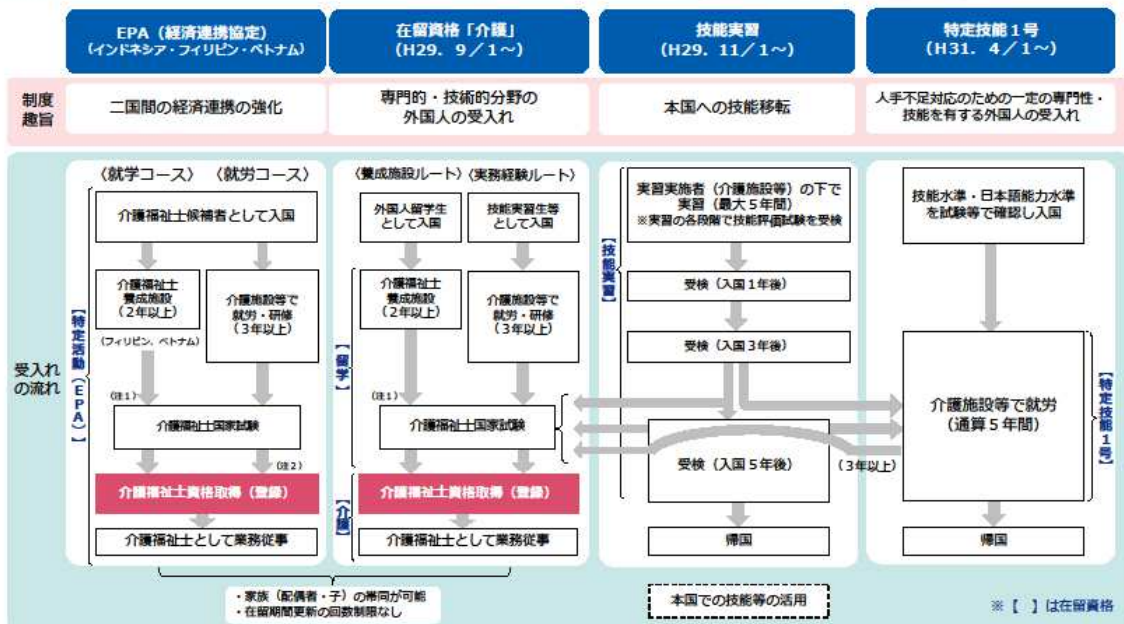 EPA（経済連携協定）
（インドネシア・フィリピン・ベトナム）
在留資格「介護」
（H29．9／1～）
技能実習
（H29．11／1～）
特定技能１号
（H31．4／1～）
制度
趣旨
二国間の経済連携の強化
専門的・技術的分野の
外国人の受入れ
本国への技能移転
人手不足対応のための一定の専門性・
技能を有する外国人の受入れ
受入れ
の流れ
【特定活動（EPA）】
〈就学コース〉
〈就労コース〉
介護福祉士候補者として入国
介護福祉士
養成施設
（２年以上）
（フィリピン、ベトナム）
介護施設等で
就労・研修
（３年以上）
（注１）
介護福祉士国家試験
（注２）
介護福祉士資格取得（登録）
介護福祉士として業務従事
〈養成施設ルート〉
〈実務経験ルート〉
外国人留学生
として入国
技能実習生等
として入国
【留学】
介護福祉士
養成施設
（２年以上）
介護施設等で
就労・研修
（３年以上）
（注１）
介護福祉士国家試験
【介護】
介護福祉士資格取得（登録）
介護福祉士として業務従事
・家族（配偶者・子）の帯同が可能
・在留期間更新の回数制限なし
【技能実習】
実習実施者（介護施設等）の下で
実習（最大５年間）
※実習の各段階で技能評価試験を受検
受検（入国１年後）
受検（入国３年後）
受検（入国５年後）
帰国
本国での技能等の活用
技能水準・日本語能力水準
を試験等で確認し入国
介護施設等で就労
（通算５年間）
（３年以上）
【特定技能１号】
帰国
※【　】は在留資格